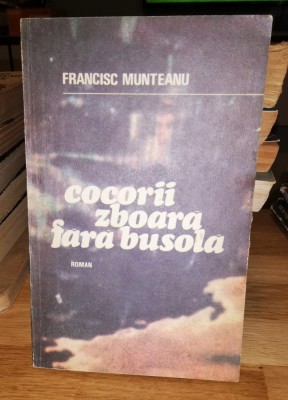 FRANCISC MUNTEANU
cocorii
zboară
fără busolă
ROMAN